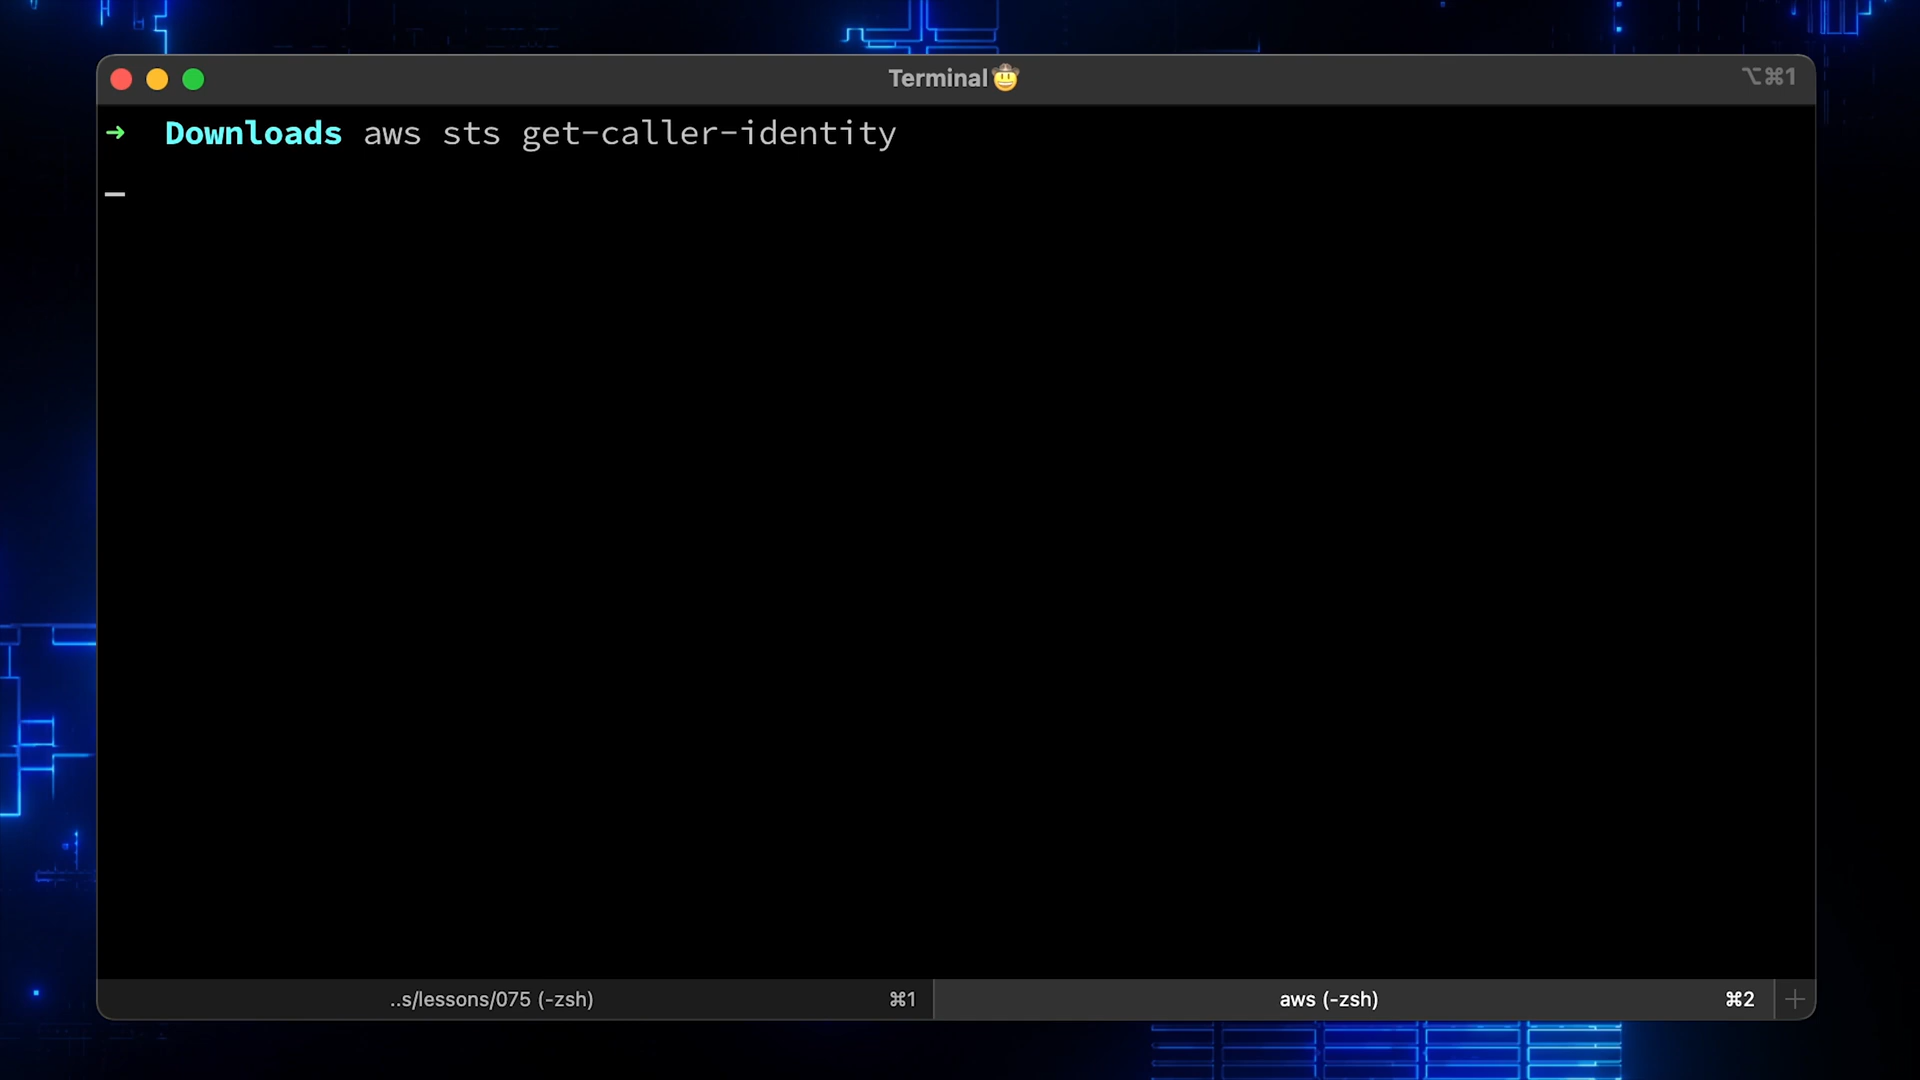 Terminal🤠
⌥⌘1
➜ Downloads aws sts get-caller-identity
..s/lessons/075 (-zsh)
⌘1
aws (-zsh)
⌘2